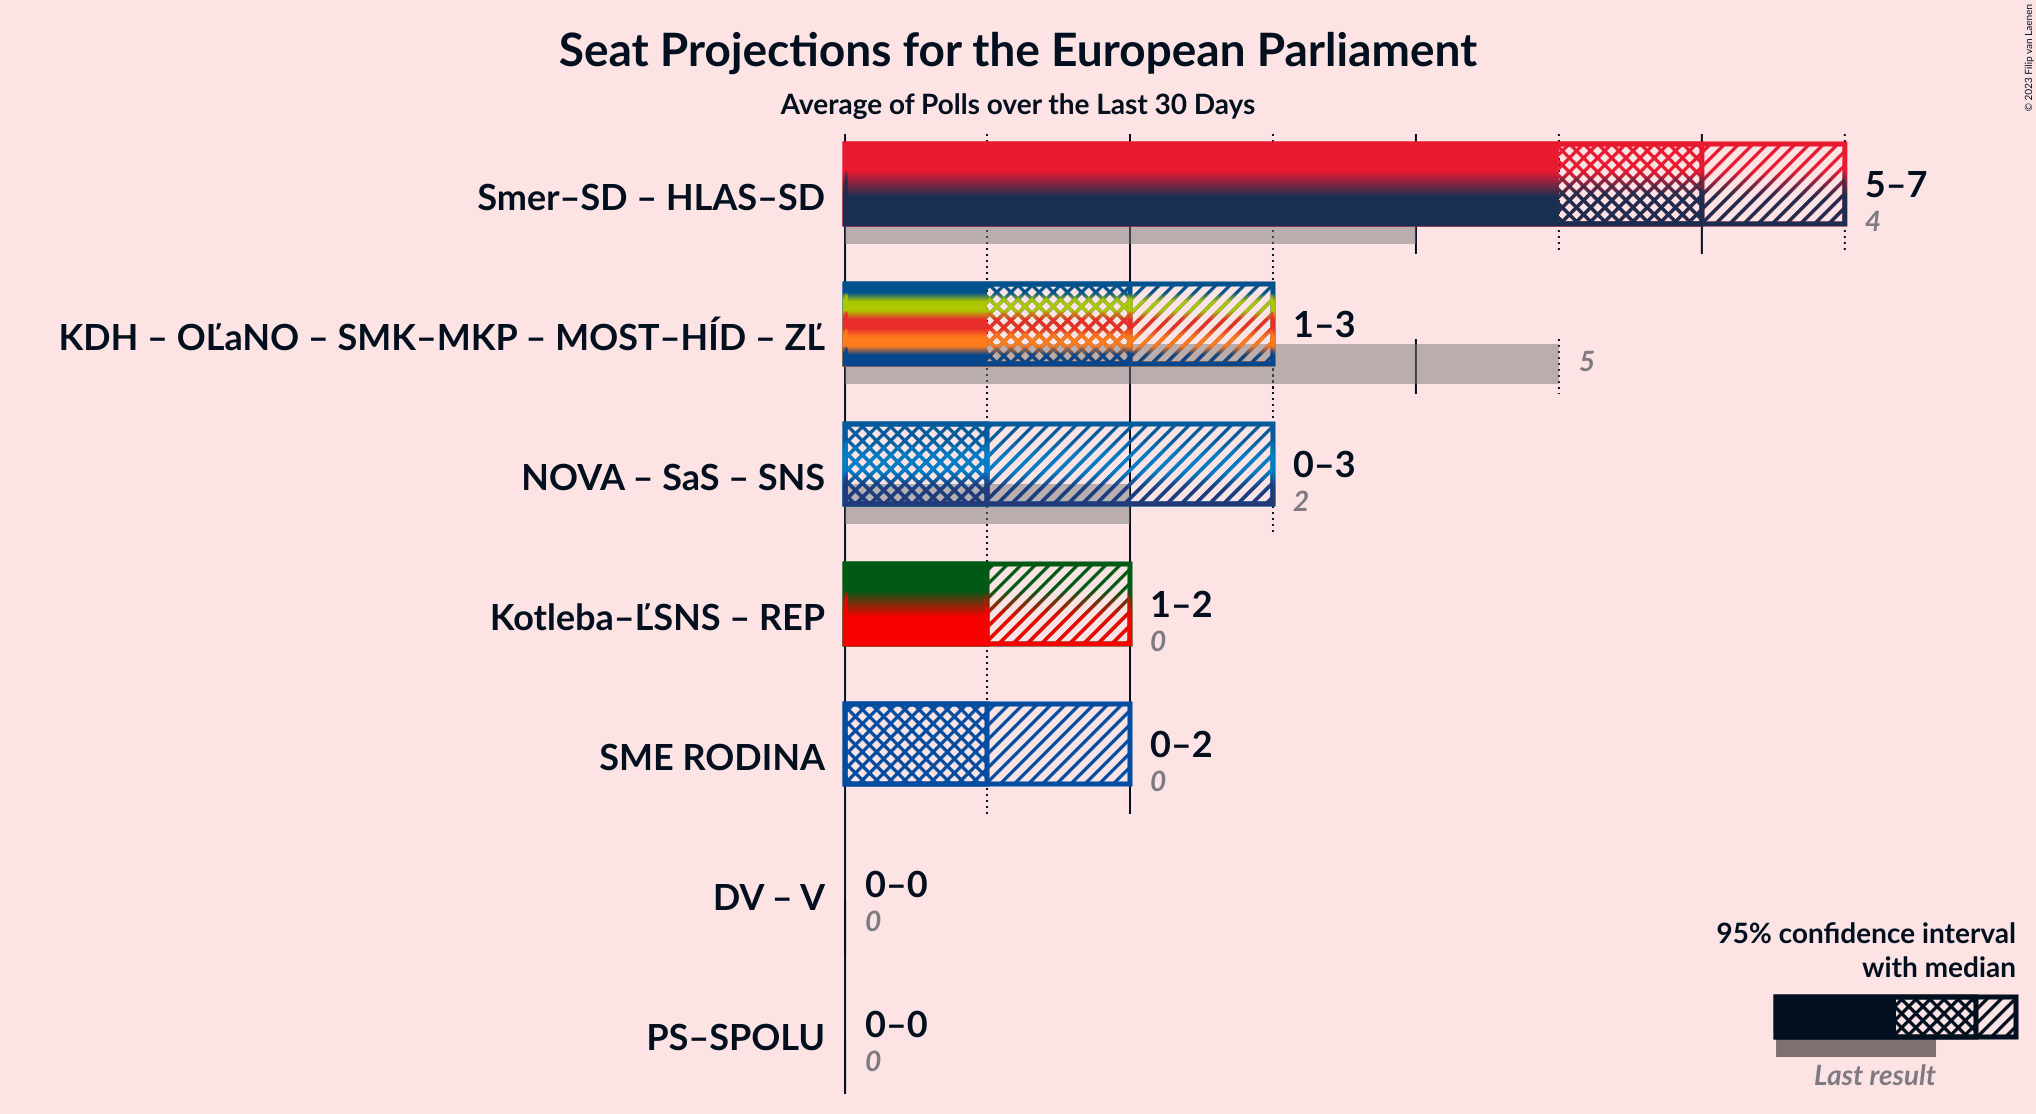 Seat Projections for the European Parliament
Average of Polls over the Last 30 Days
© 2023 Filip van Laenen
Smer–SD – HLAS–SD
5–7
4
KDH – OĽaNO – SMK–MKP – MOST–HÍD – ZĽ
1–3
5
NOVA – SaS – SNS
0–3
2
Kotleba–ĽSNS – REP
1–2
0
SME RODINA
0–2
0
DV – V
0–0
0
PS–SPOLU
0–0
0
95% confidence interval
with median
Last result